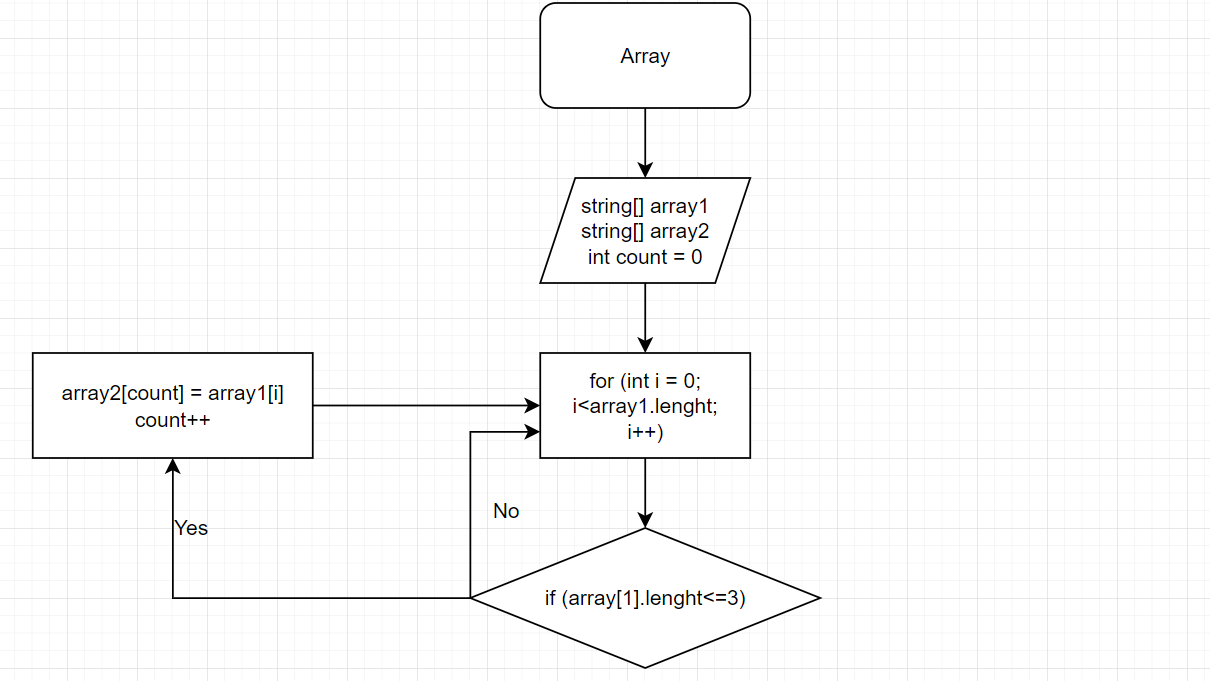 Array
string[] array1
string[] array2
int count = 0
for (int i = 0;
i<array1.lenght;
i++)
array2[count] = array1[i]
count++
No
Yes
if (array[1].lenght<=3)